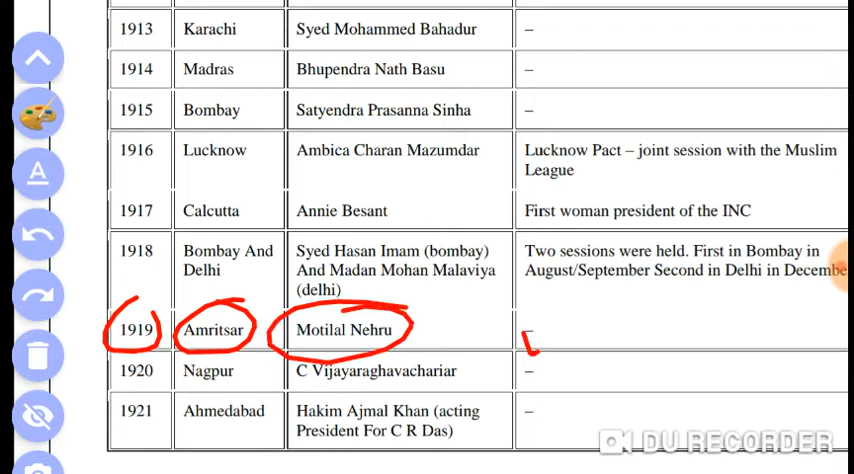 1913 Karachi Syed Mohammed Bahadur –
1914 Madras Bhupendra Nath Basu –
1915 Bombay Satyendra Prasanna Sinha –
1916 Lucknow Ambica Charan Mazumdar Lucknow Pact – joint session with the Muslim
League
1917 Calcutta Annie Besant First woman president of the INC
1918 Bombay And Syed Hasan Imam (bombay) Two sessions were held. First in Bombay in
Delhi And Madan Mohan Malaviya August/September Second in Delhi in Decembe
(delhi)
1919 Amritsar Motilal Nehru –
1920 Nagpur C Vijayaraghavachariar –
1921 Ahmedabad Hakim Ajmal Khan (acting –
President For C R Das)
DU RECORDER
A